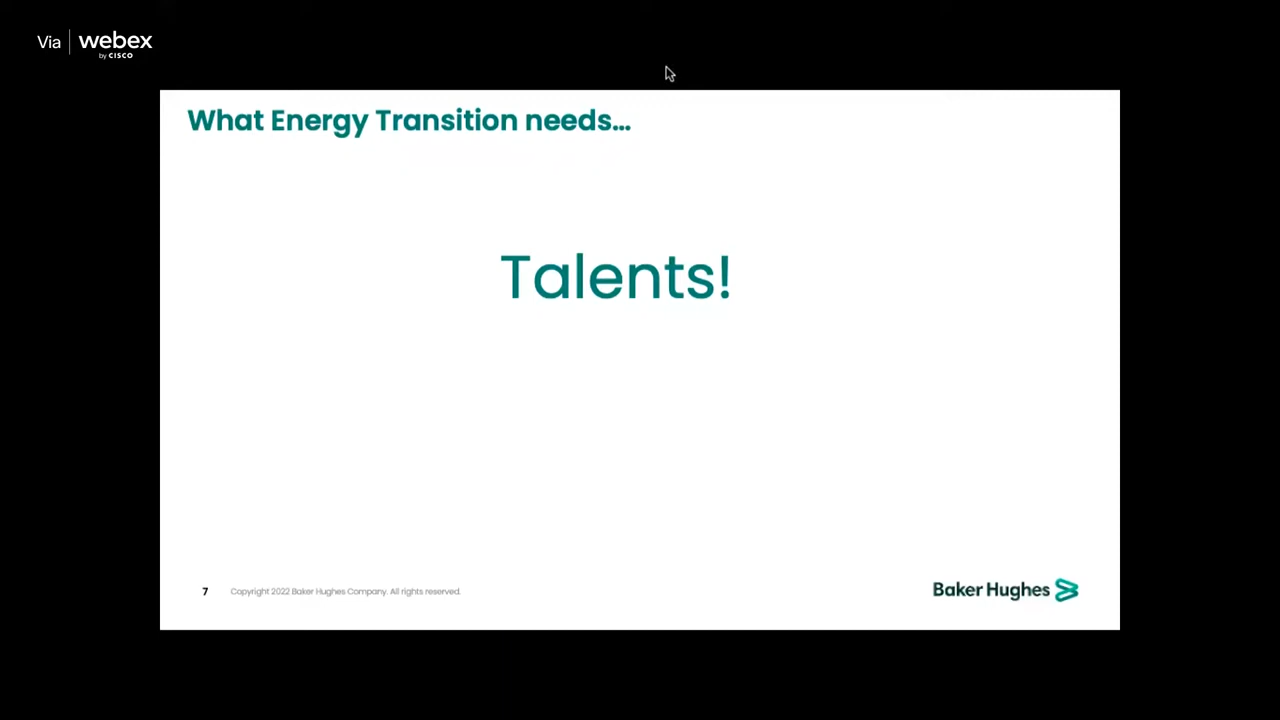 Via webex
by CISCO
What Energy Transition needs...
Talents!
7 Copyright 2022 Baker Hughes Company. All rights reserved.
Baker Hughes